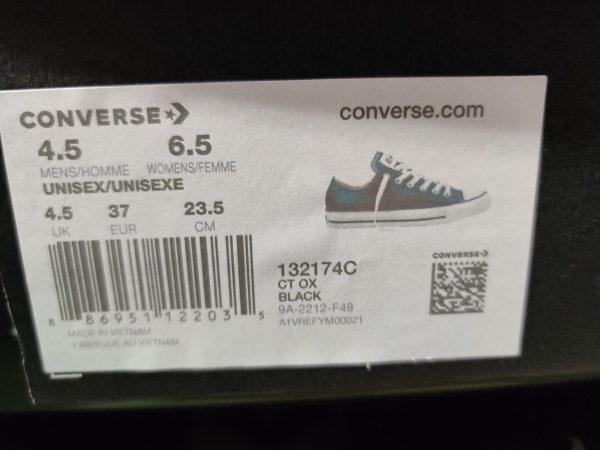 CONVERSE
converse.com
4.5 6.5
MENS/HOMME WOMENS/FEMME
UNISEX/UNISEXE
4.5 37 23.5
UK EUR CM
8 86951 12203 5
MADE IN VIETNAM
FABRIQUE AU VIETNAM
132174C
CT OX
BLACK
9A-2212-F49
A1VREFYM00021
CONVERSE